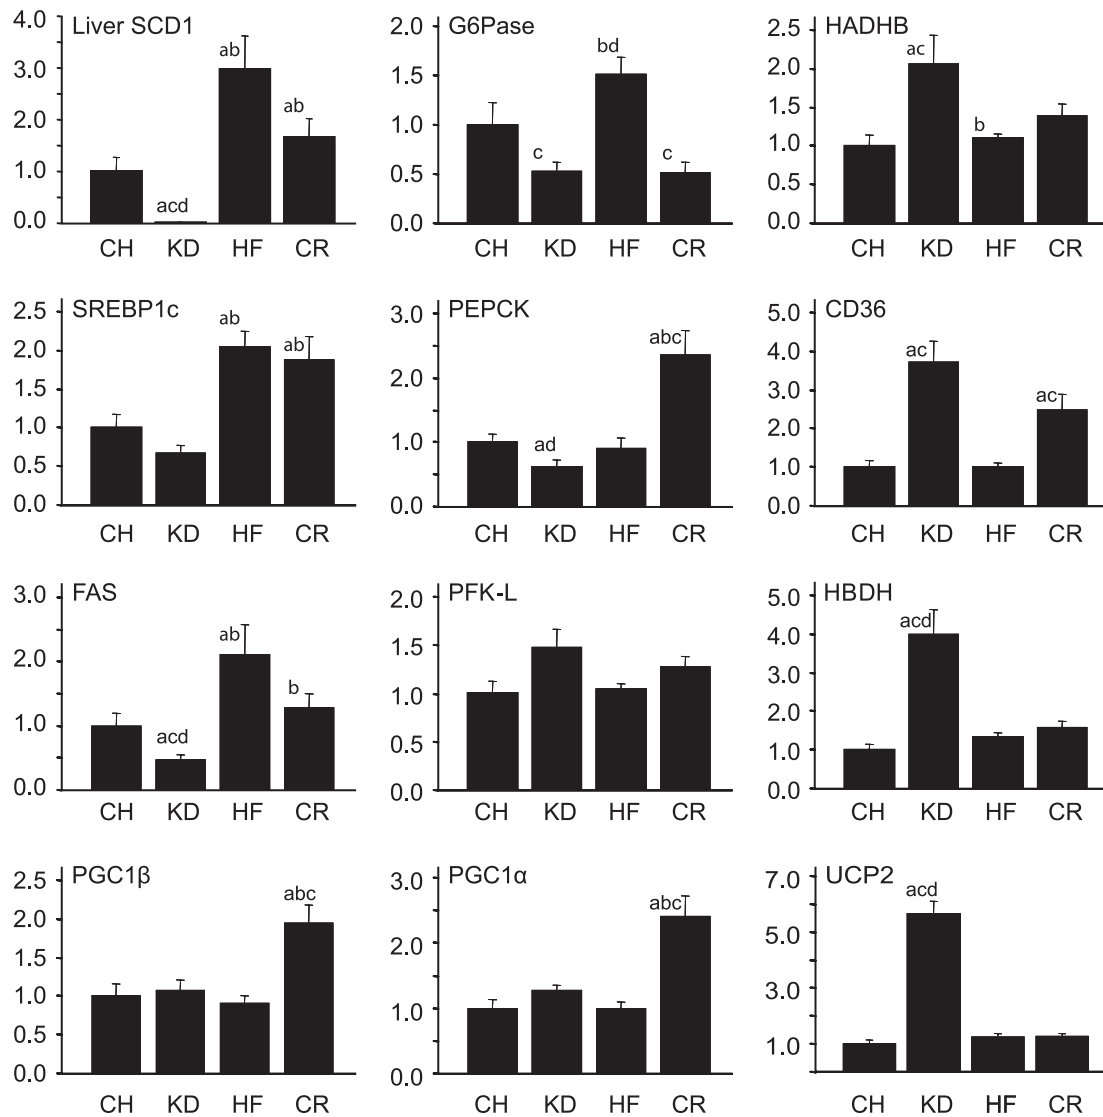 Liver SCD1
4.0
3.0
2.0
1.0
0.0
acd
ab
ab
CH KD HF CR
G6Pase
2.0
1.5
1.0
0.5
0.0
c
bd
c
CH KD HF CR
HADHB
2.5
2.0
1.5
1.0
0.5
0.0
ac
b
CH KD HF CR
SREBP1c
2.5
2.0
1.5
1.0
0.5
0.0
ab
ab
CH KD HF CR
PEPCK
3.0
2.0
1.0
0.0
ad
abc
CH KD HF CR
CD36
5.0
4.0
3.0
2.0
1.0
0.0
ac
ac
CH KD HF CR
FAS
3.0
2.0
1.0
0.0
acd
ab
b
CH KD HF CR
PFK-L
2.0
1.5
1.0
0.5
0.0
CH KD HF CR
HBDH
5.0
4.0
3.0
2.0
1.0
0.0
acd
CH KD HF CR
PGC1β
2.5
2.0
1.5
1.0
0.5
0.0
abc
CH KD HF CR
PGC1α
3.0
2.0
1.0
0.0
abc
CH KD HF CR
UCP2
7.0
5.0
3.0
1.0
acd
CH KD HF CR